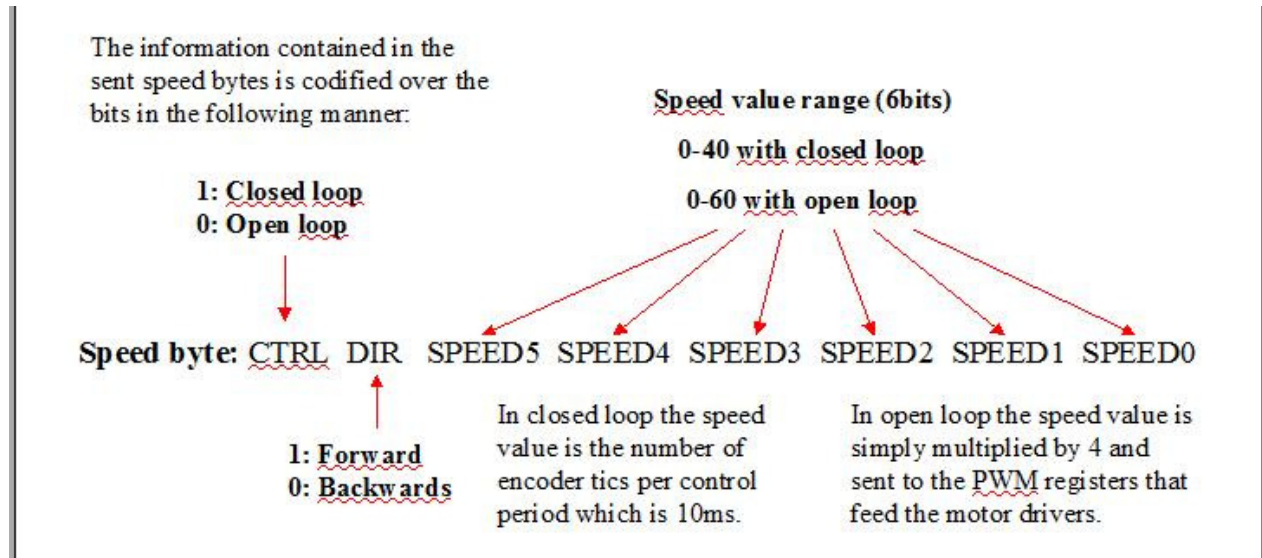 The information contained in the
sent speed bytes is codified over the
bits in the following manner:
Speed value range (6bits)
0-40 with closed loop
0-60 with open loop
1: Closed loop
0: Open loop
Speed byte: CTRL DIR SPEED5 SPEED4 SPEED3 SPEED2 SPEED1 SPEED0
1: Forward
0: Backwards
In closed loop the speed
value is the number of
encoder tics per control
period which is 10ms.
In open loop the speed value is
simply multiplied by 4 and
sent to the PWM registers that
feed the motor drivers.